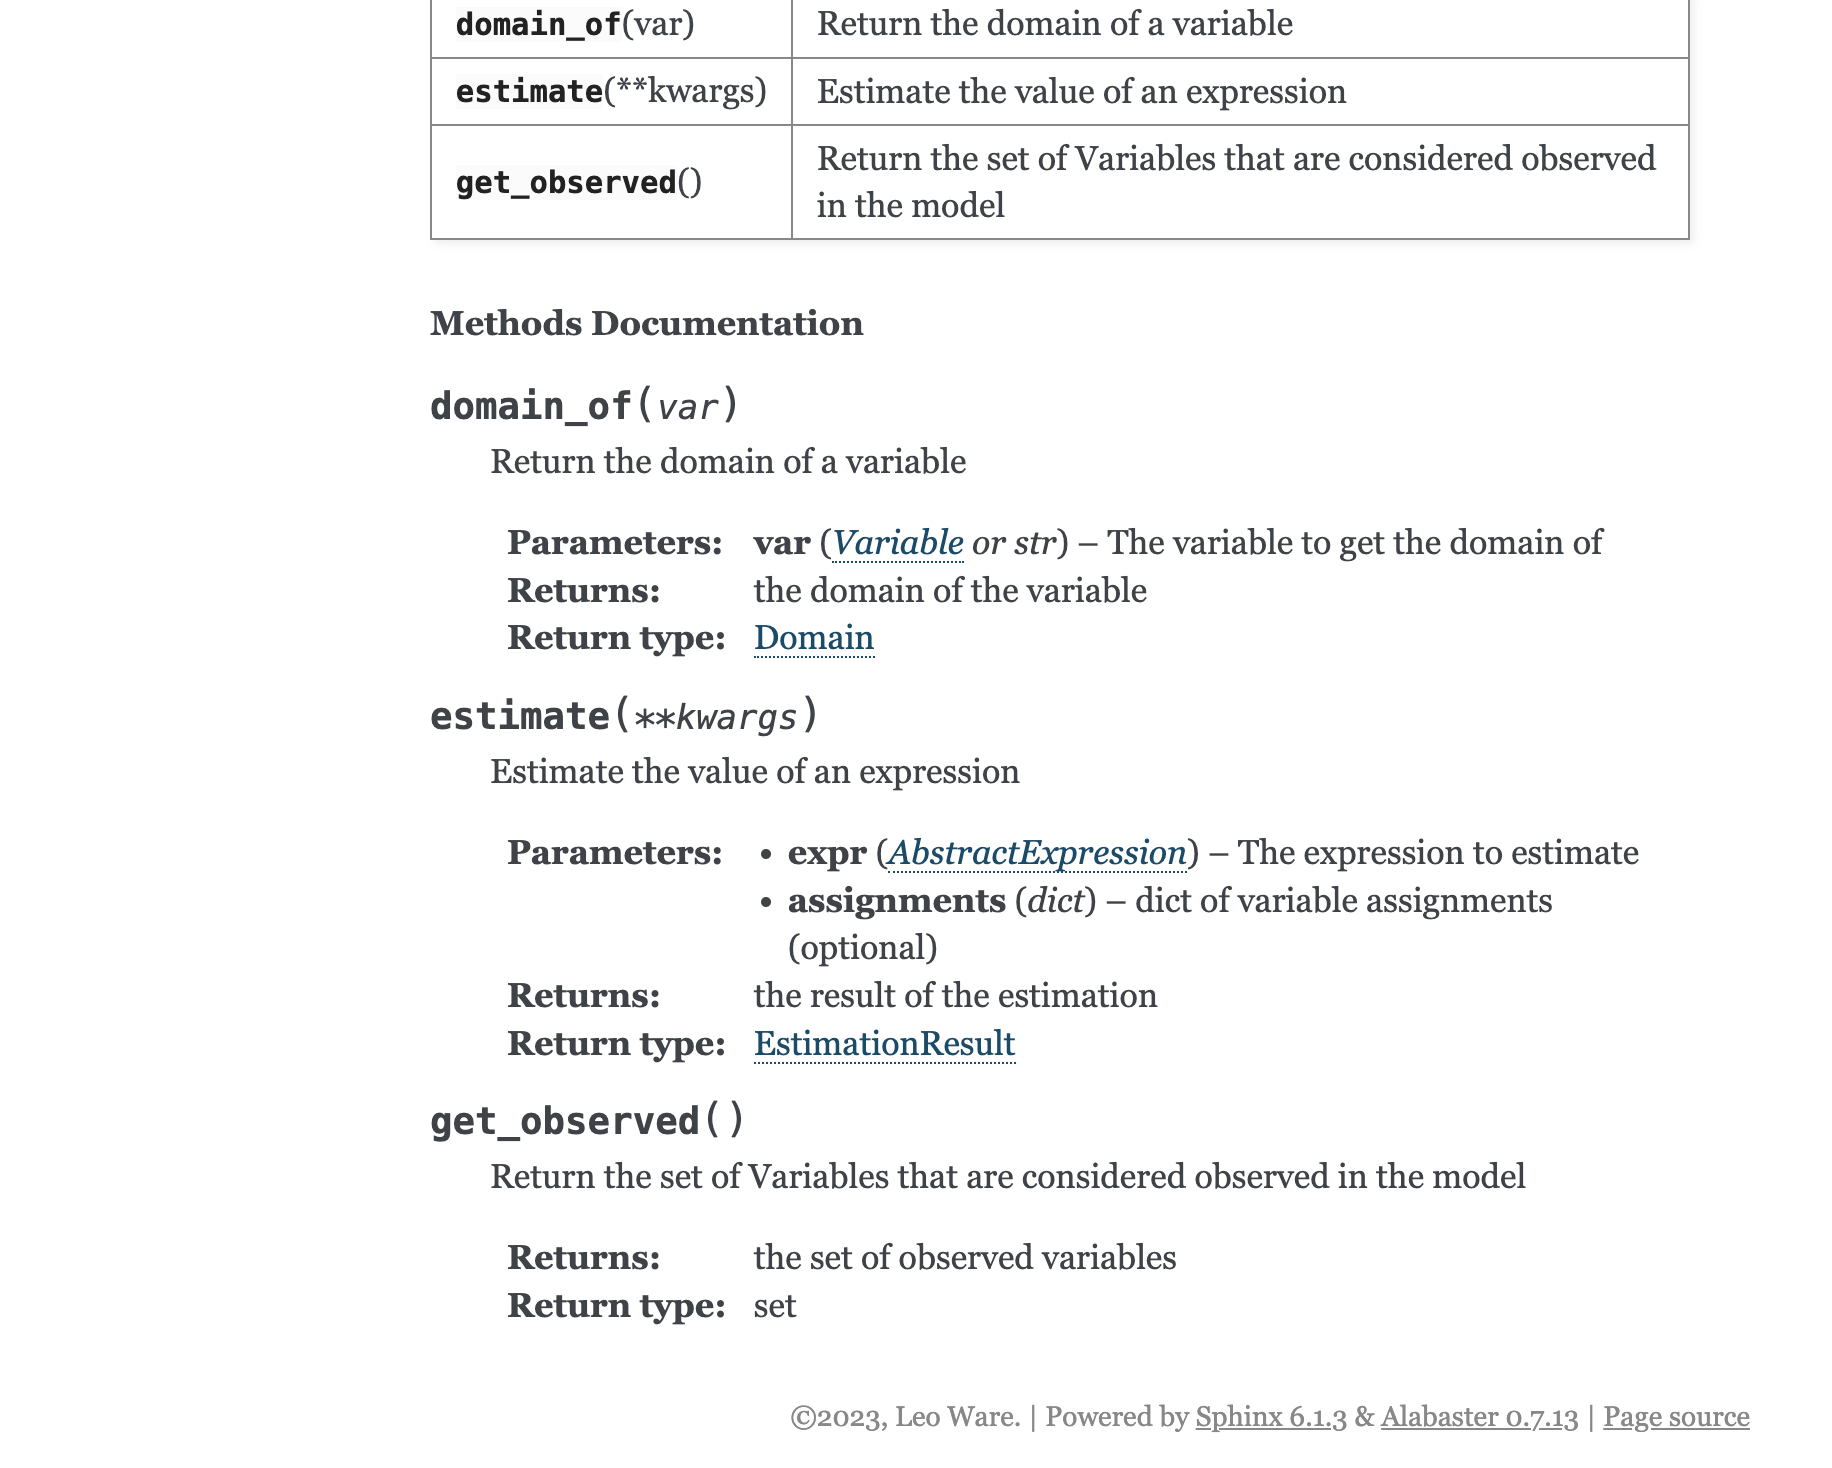 domain_of(var) Return the domain of a variable
estimate(**kwargs) Estimate the value of an expression
get_observed() Return the set of Variables that are considered observed
in the model
Methods Documentation
domain_of(var)
Return the domain of a variable
Parameters: var (Variable or str) – The variable to get the domain of
Returns: the domain of the variable
Return type: Domain
estimate(**kwargs)
Estimate the value of an expression
Parameters: • expr (AbstractExpression) – The expression to estimate
• assignments (dict) – dict of variable assignments
(optional)
Returns: the result of the estimation
Return type: EstimationResult
get_observed()
Return the set of Variables that are considered observed in the model
Returns: the set of observed variables
Return type: set
©2023, Leo Ware. | Powered by Sphinx 6.1.3 & Alabaster 0.7.13 | Page source